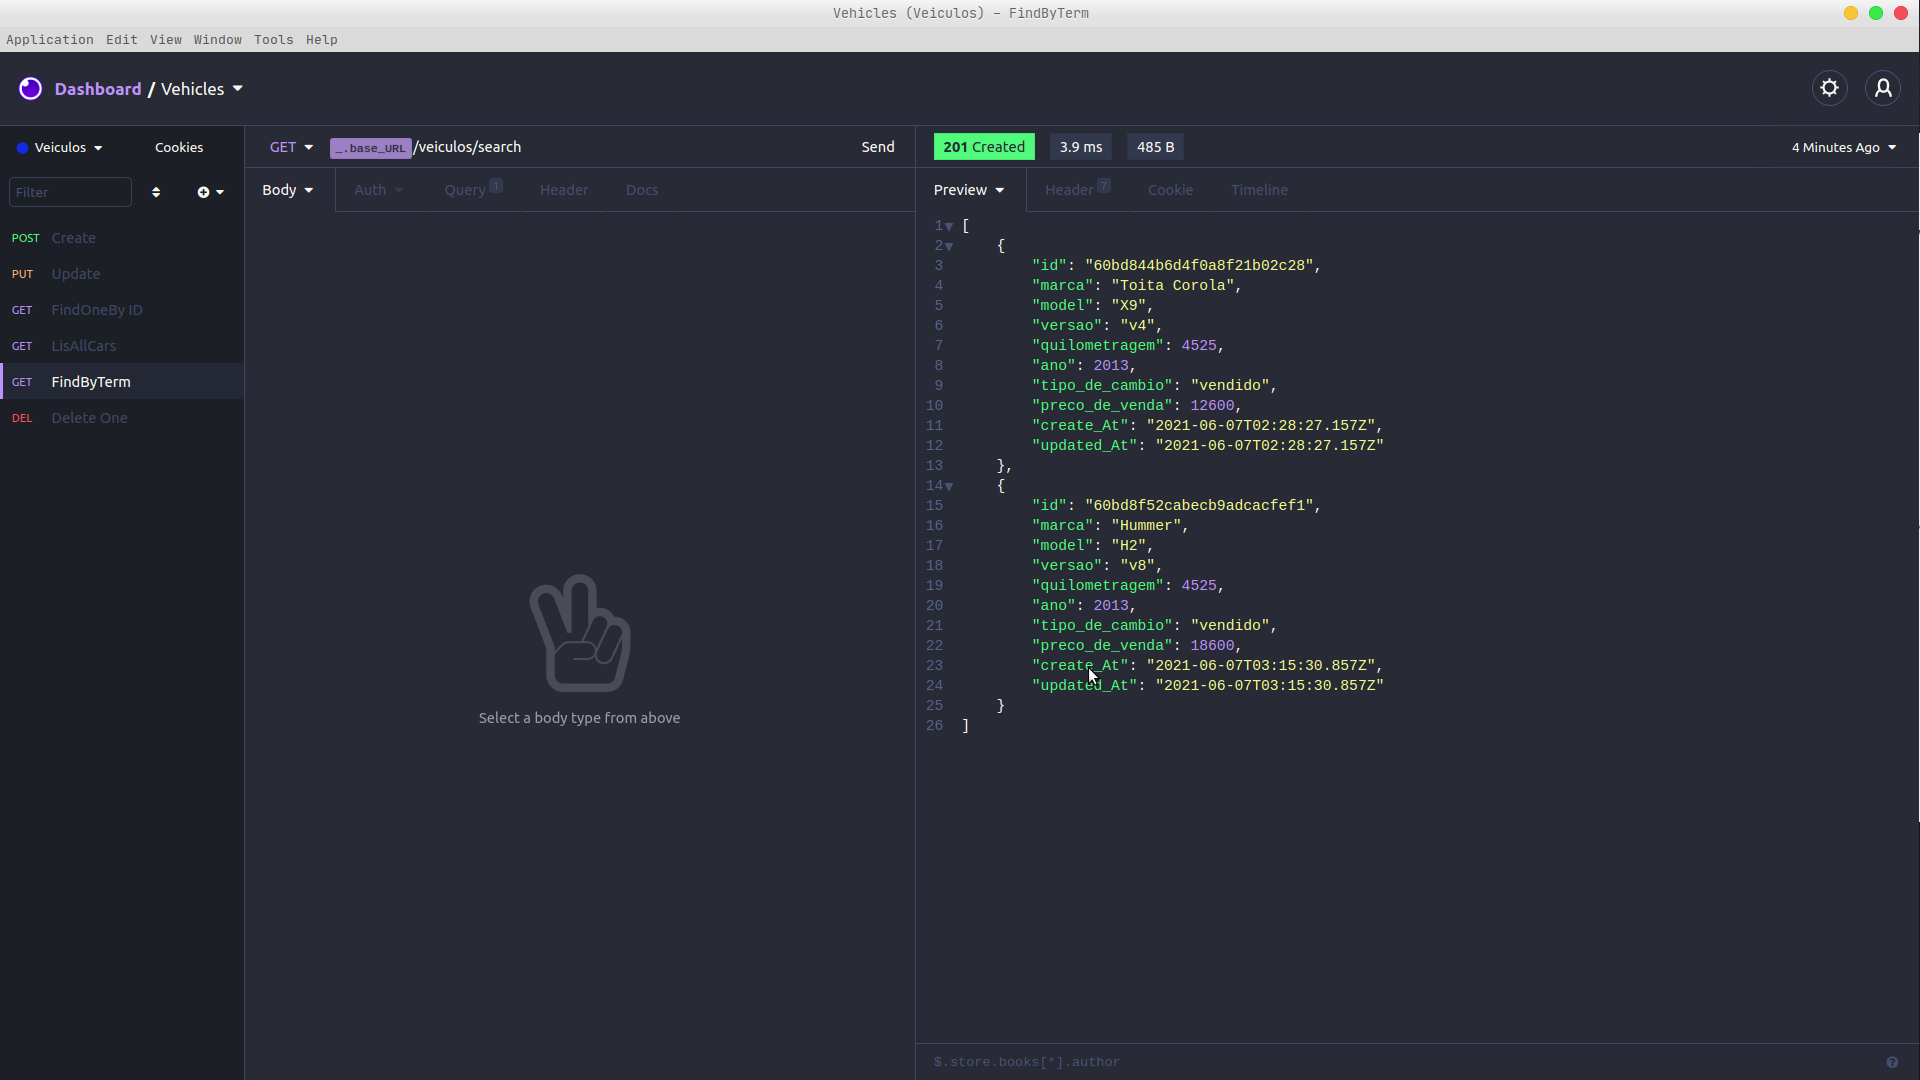 Vehicles (Veiculos) – FindByTerm
Application Edit View Window Tools Help
Dashboard / Vehicles
Veiculos Cookies
Filter
POST Create
PUT Update
GET FindOneBy ID
GET LisAllCars
GET FindByTerm
DEL Delete One
GET _.base_URL/veiculos/search Send
Body Auth Query 1 Header Docs
Select a body type from above
201 Created 3.9 ms 485 B 4 Minutes Ago
Preview Header 7 Cookie Timeline
1 [
2 {
3 "id": "60bd844b6d4f0a8f21b02c28",
4 "marca": "Toita Corola",
5 "model": "X9",
6 "versao": "v4",
7 "quilometragem": 4525,
8 "ano": 2013,
9 "tipo_de_cambio": "vendido",
10 "preco_de_venda": 12600,
11 "create_At": "2021-06-07T02:28:27.157Z",
12 "updated_At": "2021-06-07T02:28:27.157Z"
13 },
14 {
15 "id": "60bd8f52cabecb9adcacfef1",
16 "marca": "Hummer",
17 "model": "H2",
18 "versao": "v8",
19 "quilometragem": 4525,
20 "ano": 2013,
21 "tipo_de_cambio": "vendido",
22 "preco_de_venda": 18600,
23 "create_At": "2021-06-07T03:15:30.857Z",
24 "updated_At": "2021-06-07T03:15:30.857Z"
25 }
26 ]
$.store.books[*].author